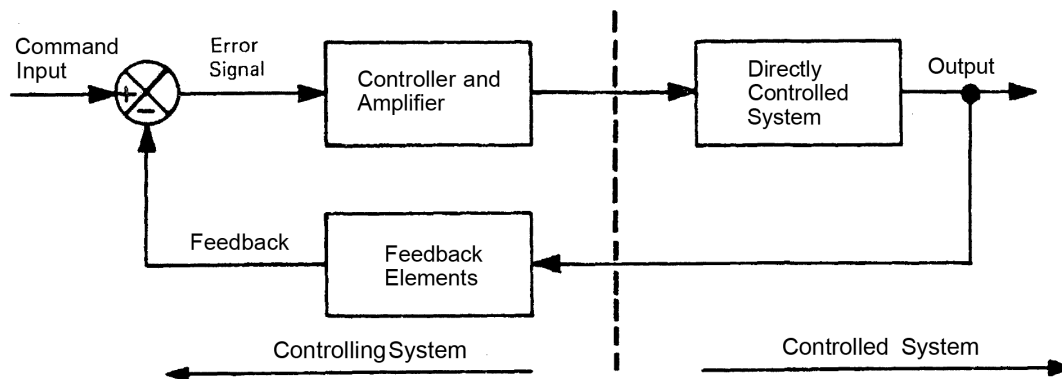 Command
Input
Error
Signal
Controller and
Amplifier
Directly
Controlled
System
Output
+
−
Feedback
Feedback
Elements
Controlling System
Controlled System